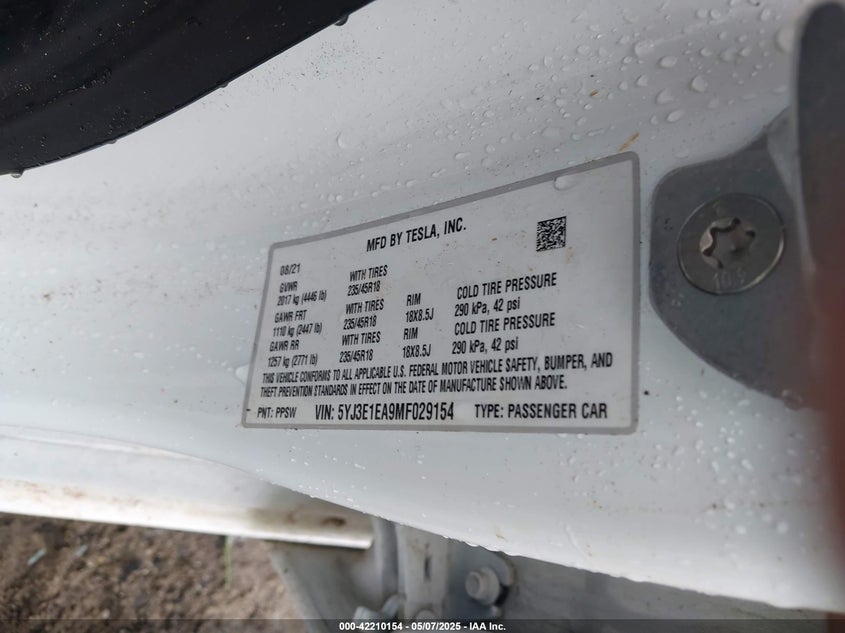 MFD BY TESLA, INC.
08/21
GVWR WITH TIRES
2017 kg (4446 lb) 235/45R18
GAWR FRT WITH TIRES RIM COLD TIRE PRESSURE
1110 kg (2447 lb) 235/45R18 18X8.5J 290 kPa, 42 psi
GAWR RR WITH TIRES RIM COLD TIRE PRESSURE
1257 kg (2771 lb) 235/45R18 18X8.5J 290 kPa, 42 psi
THIS VEHICLE CONFORMS TO ALL APPLICABLE U.S. FEDERAL MOTOR VEHICLE SAFETY, BUMPER, AND
THEFT PREVENTION STANDARDS IN EFFECT ON THE DATE OF MANUFACTURE SHOWN ABOVE.
PNT: PPSW VIN: 5YJ3E1EA9MF029154 TYPE: PASSENGER CAR
10.9
000-42210154 - 05/07/2025 - IAA Inc.